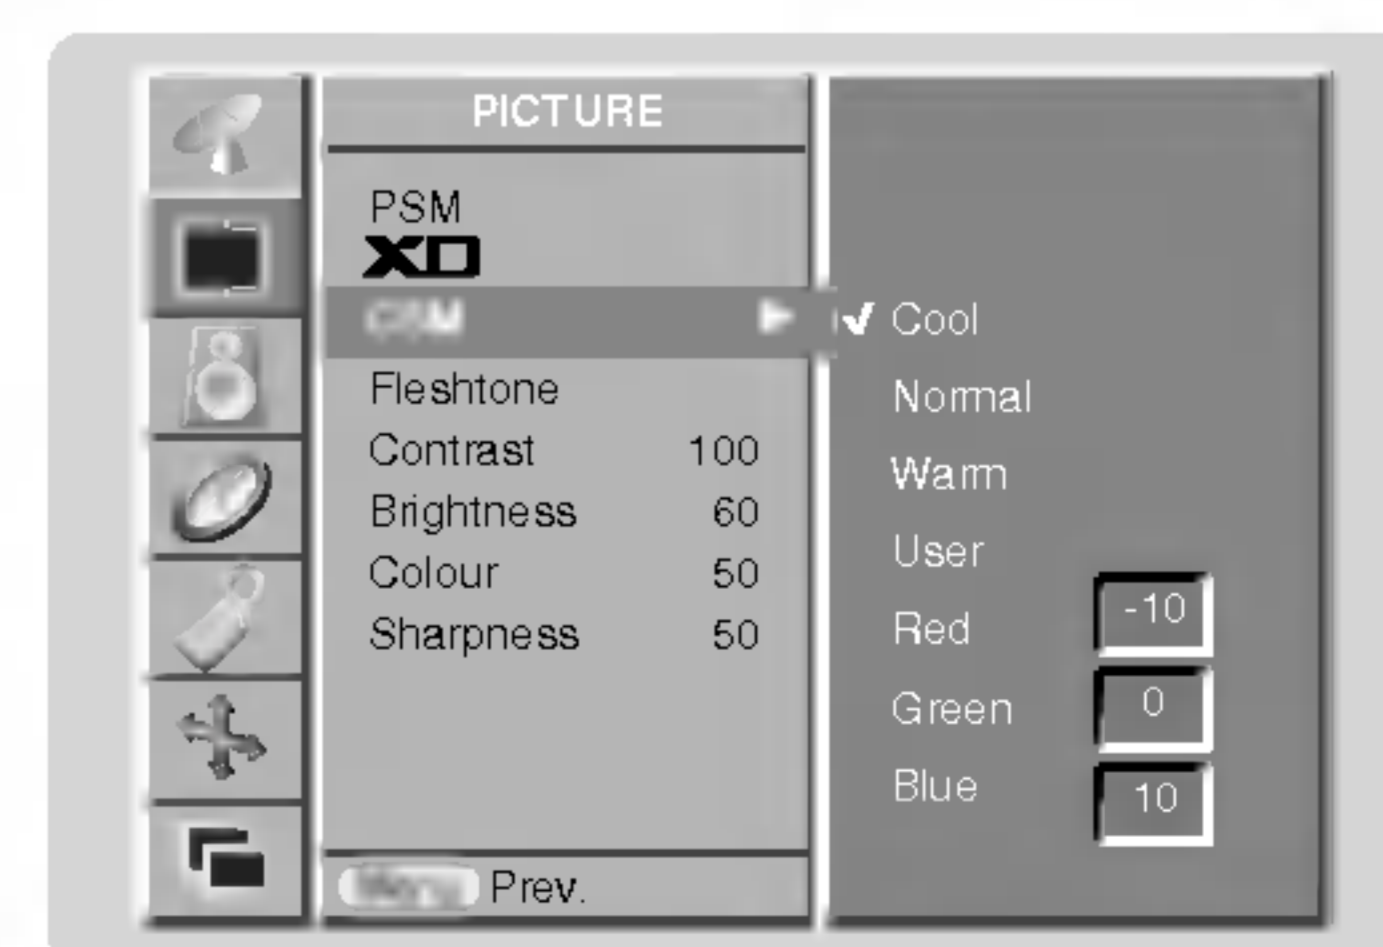 PICTURE
PSM
XD
CSM
Fleshtone
Contrast 100
Brightness 60
Colour 50
Sharpness 50
Prev.
Cool
Normal
Warm
User
Red -10
Green 0
Blue 10